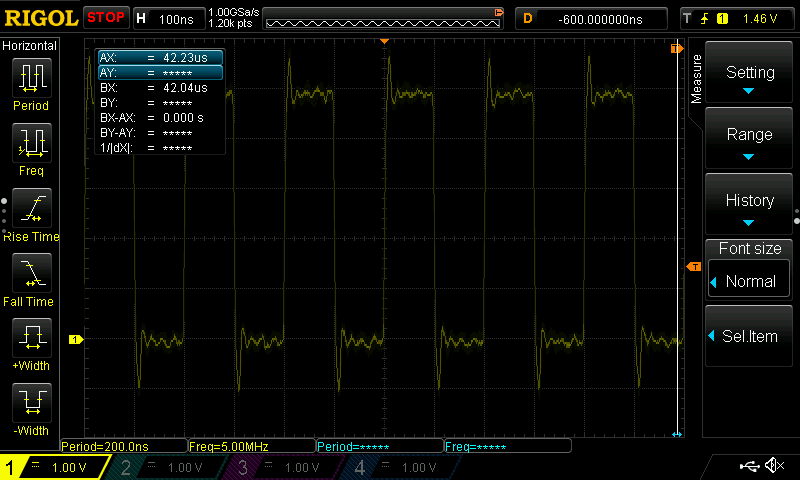 RIGOL STOP H 100ns 1.00GSa/s 1.20k pts D -600.000000ns T 1 1.46 V
Horizontal
Period
Freq
Rise Time
Fall Time
+Width
-Width
AX: = 42.23us
AY: = *****
BX: = 42.04us
BY: = *****
BX-AX: = 0.000 s
BY-AY: = *****
1/|dX|: = *****
T
T
1
Measure
Setting
Range
History
Font size
Normal
Sel.Item
Period=200.0ns Freq=5.00MHz Period=***** Freq=*****
1 1.00 V 2 1.00 V 3 1.00 V 4 1.00 V